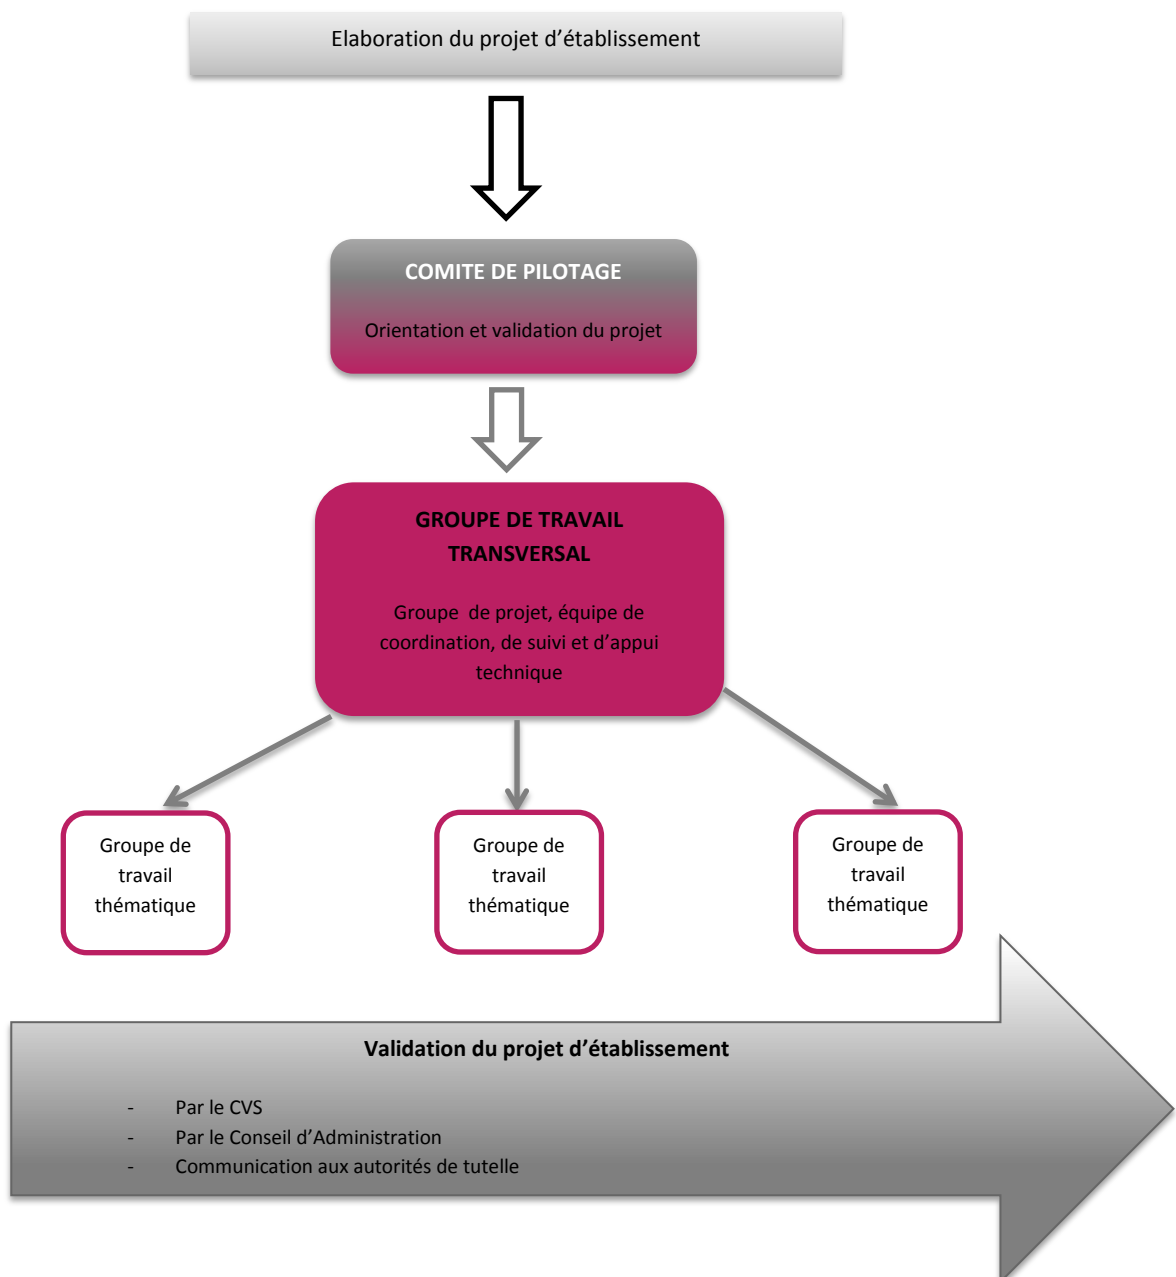 Elaboration du projet d’établissement
COMITE DE PILOTAGE
Orientation et validation du projet
GROUPE DE TRAVAIL
TRANSVERSAL
Groupe  de projet, équipe de
coordination, de suivi et d’appui
technique
Groupe de
travail
thématique
Groupe de
travail
thématique
Groupe de
travail
thématique
Validation du projet d’établissement
- Par le CVS
- Par le Conseil d’Administration
- Communication aux autorités de tutelle